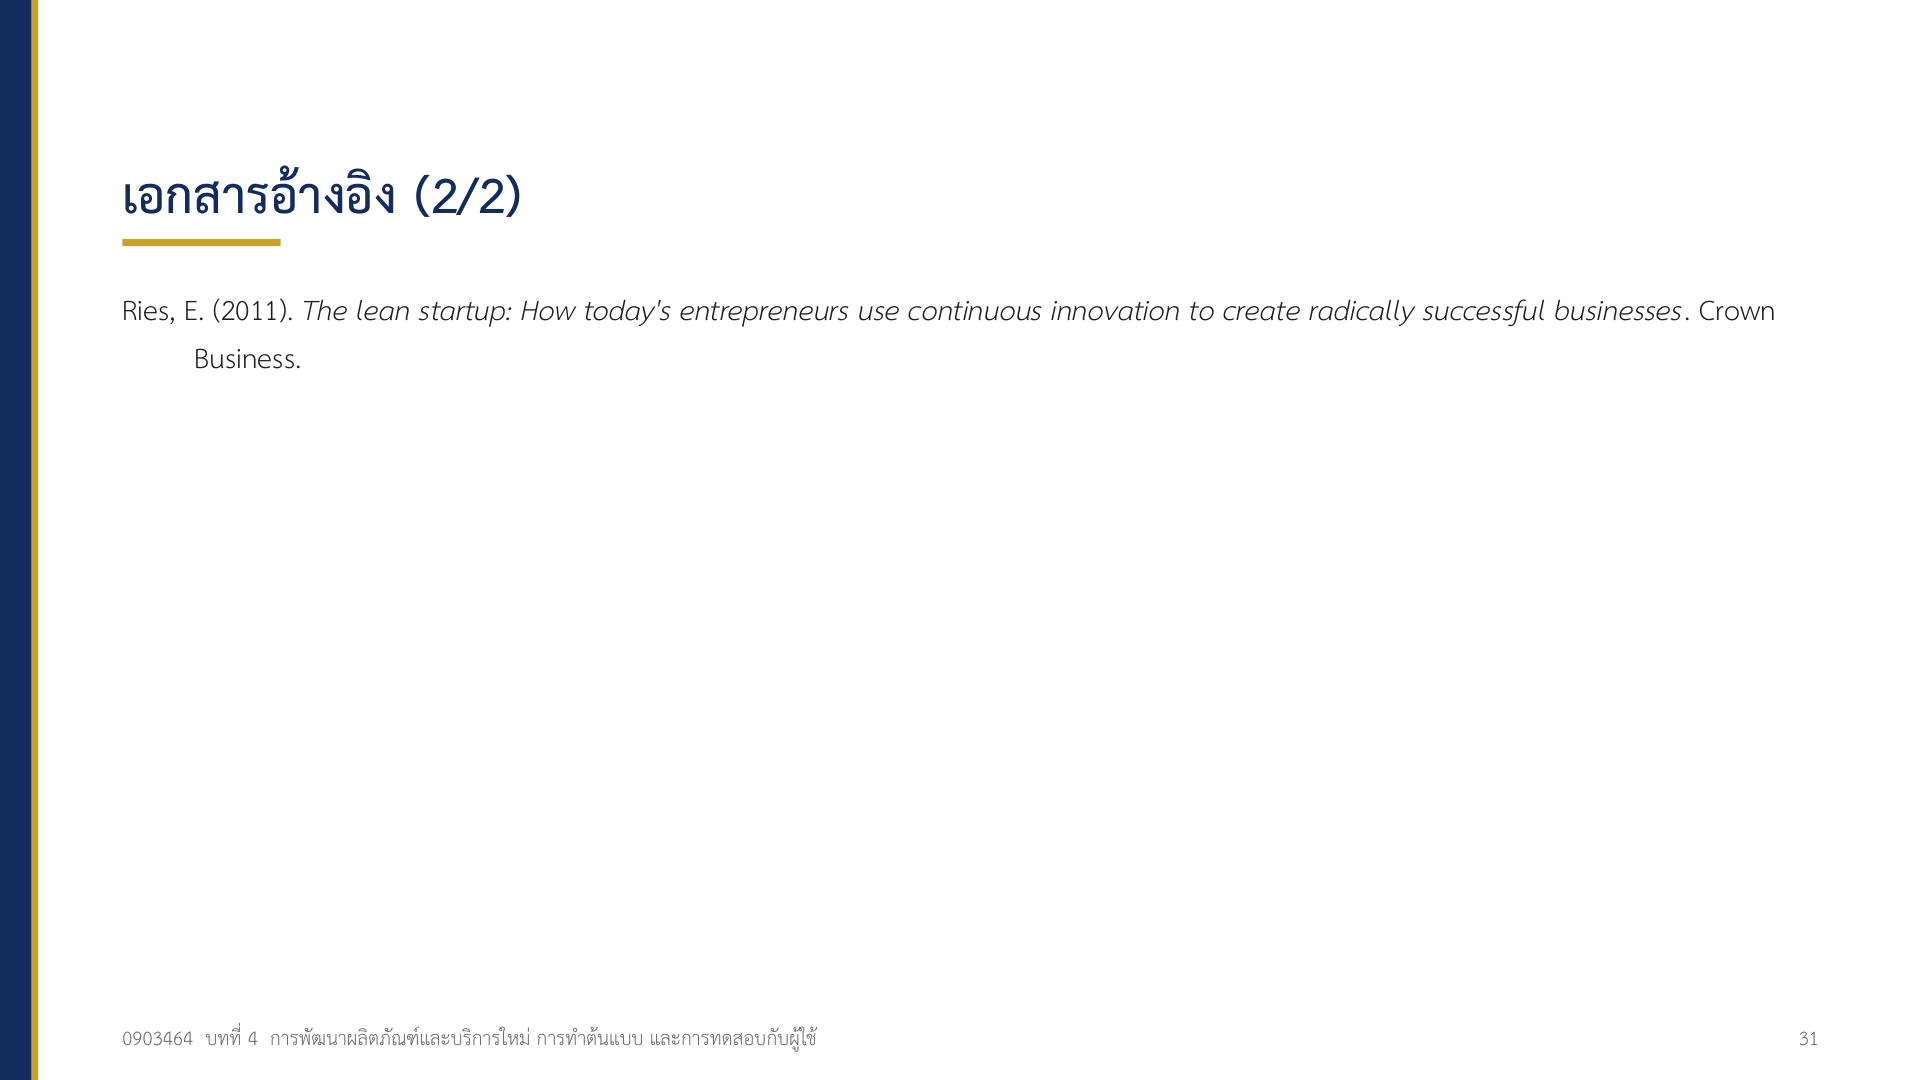 เอกสารอ้างอิง (2/2)
Ries, E. (2011). The lean startup: How today's entrepreneurs use continuous innovation to create radically successful businesses. Crown
Business.
0903464 บทที่ 4 การพัฒนาผลิตภัณฑ์และบริการใหม่ การทำต้นแบบ และการทดสอบกับผู้ใช้
31